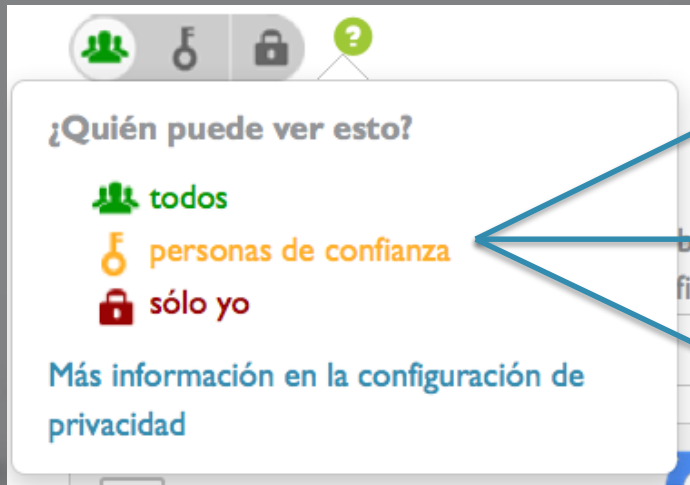 ?
¿Quién puede ver esto?
todos
personas de confianza
sólo yo
Más información en la configuración de
privacidad